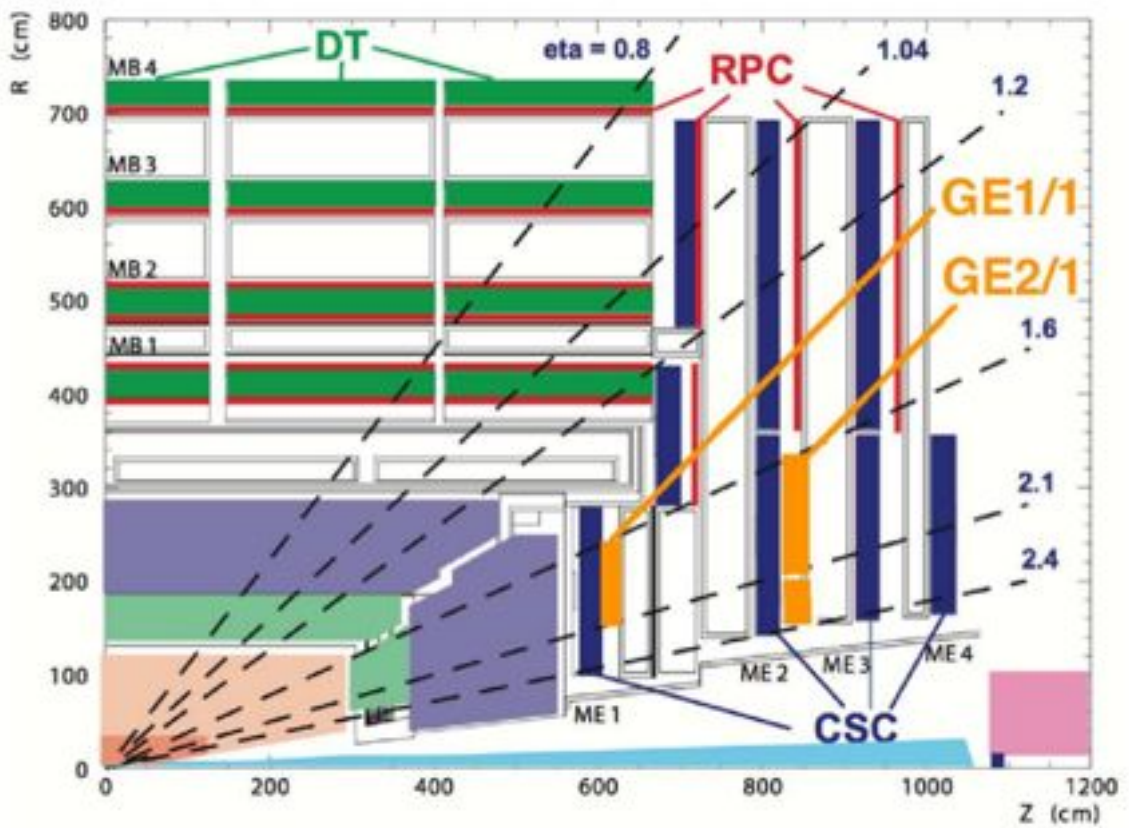 800
R (cm)
DT
eta = 0.8
1.04
MB 4
RPC
1.2
700
MB 3
GE1/1
600
MB 2
GE2/1
500
1.6
MB 1
400
300
2.1
2.4
200
100
ME 4
ME 3
ME 2
ME 1
CSC
0
0
200
400
600
800
1000
1200
Z (cm)